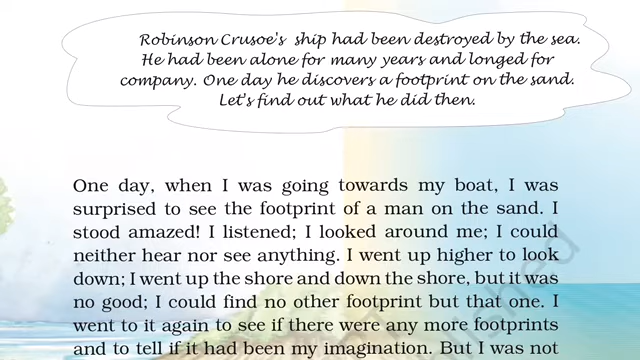 Robinson Crusoe's ship had been destroyed by the sea.
He had been alone for many years and longed for
company. One day he discovers a footprint on the sand.
Let's find out what he did then.
One day, when I was going towards my boat, I was
surprised to see the footprint of a man on the sand. I
stood amazed! I listened; I looked around me; I could
neither hear nor see anything. I went up higher to look
down; I went up the shore and down the shore, but it was
no good; I could find no other footprint but that one. I
went to it again to see if there were any more footprints
and to tell if it had been my imagination. But I was not